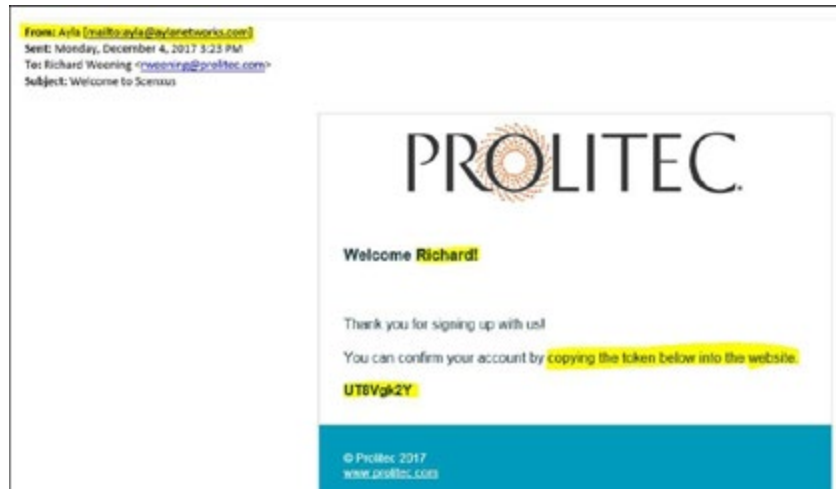 From: Ayla [mailto:ayla@aylanetworks.com]
Sent: Monday, December 4, 2017 3:23 PM
To: Richard Weening <rweening@prolitec.com>
Subject: Welcome to Scenxus
PROLITEC.
Welcome Richard!
Thank you for signing up with us!
You can confirm your account by copying the token below into the website.
UT8Vgk2Y
© Prolitec 2017
www.prolitec.com